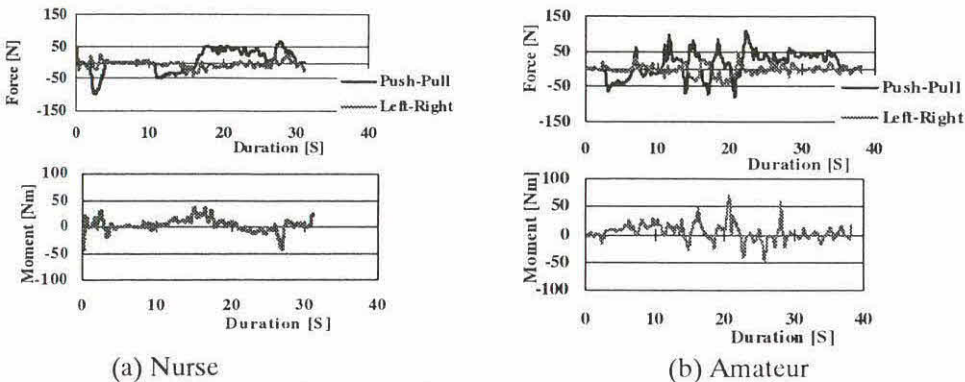 150
50
-50
-150
Force [N]
Push-Pull
Left-Right
0 10 20 30 40
Duration [S]
100
50
0
-50
-100
Moment [Nm]
0 10 20 30 40
Duration [S]
(a) Nurse
150
50
-50
-150
Force [N]
Push-Pull
Left-Right
0 10 20 30 40
Duration [S]
100
50
0
-50
-100
Moment [Nm]
0 10 20 30 40
Duration [S]
(b) Amateur